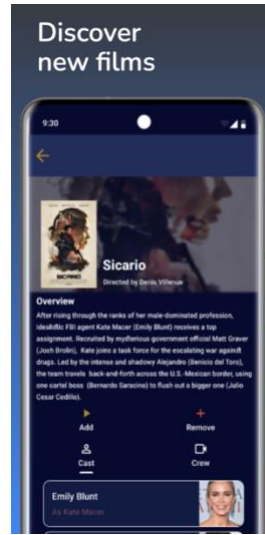 Discover
new films
9:30
SICARIO
Sicario
Directed by Denis Villenue
Overview
After rising through the ranks of her male-dominated profession,
idealistic FBI agent Kate Macer (Emily Blunt) receives a top
assignment. Recruited by mysterious government official Matt Graver
(Josh Brolin), Kate joins a task force for the escalating war against
drugs. Led by the intense and shadowy Alejandro (Benicio del Toro),
the team travels back-and-forth across the U.S.-Mexican border, using
one cartel boss (Bernardo Saracino) to flush out a bigger one (Julio
Cesar Cedillo).
Add Remove
Cast Crew
Emily Blunt
As Kate Macer